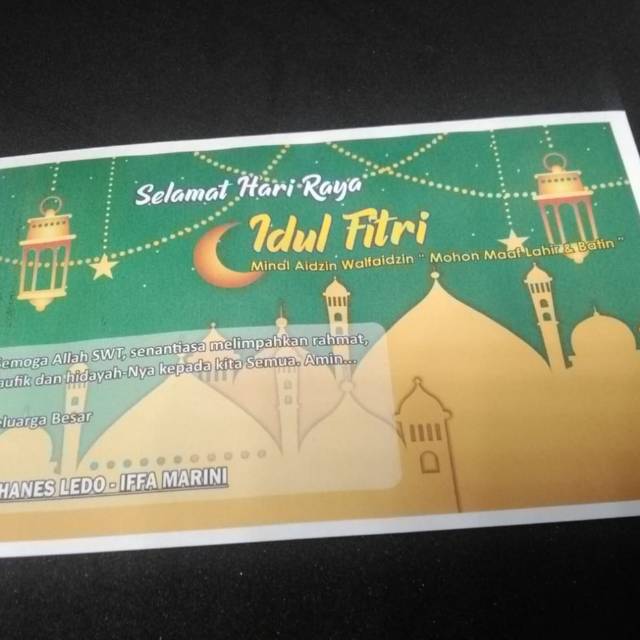 Selamat Hari Raya
Idul Fitri
Minal Aidzin Walfaidzin " Mohon Maaf Lahir & Batin "
emoga Allah SWT, senantiasa melimpahkan rahmat,
aufik dan hidayah-Nya kepada kita Semua. Amin...
eluarga Besar
HANES LEDO - IFFA MARINI